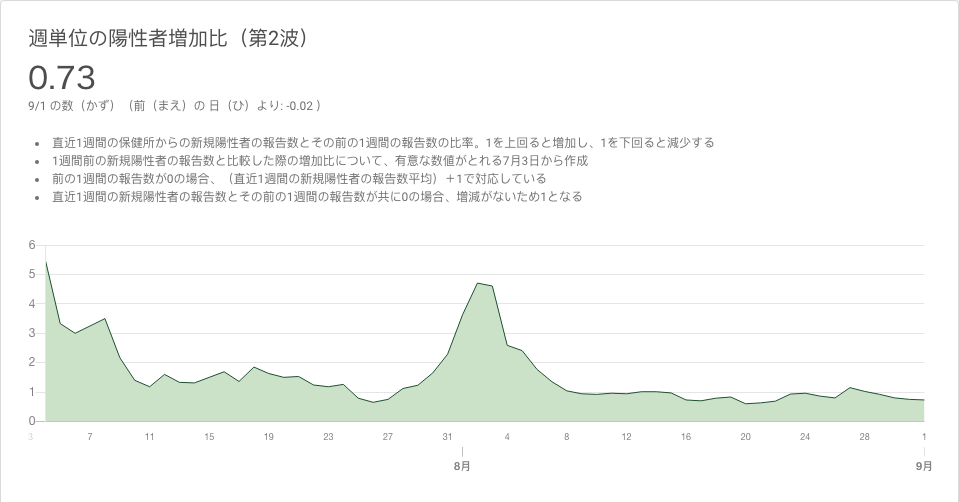 週単位の陽性者増加比（第2波）
0.73
9/1 の数（かず）（前（まえ）の 日（ひ）より: -0.02 ）
• 直近1週間の保健所からの新規陽性者の報告数とその前の1週間の報告数の比率。1を上回ると増加し、1を下回ると減少する
• 1週間前の新規陽性者の報告数と比較した際の増加比について、有意な数値がとれる7月3日から作成
• 前の1週間の報告数が0の場合、（直近1週間の新規陽性者の報告数平均）＋1で対応している
• 直近1週間の新規陽性者の報告数とその前の1週間の報告数が共に0の場合、増減がないため1となる
6
5
4
3
2
1
0
3 7 11 15 19 23 27 31 4 8 12 16 20 24 28 1
8月 9月